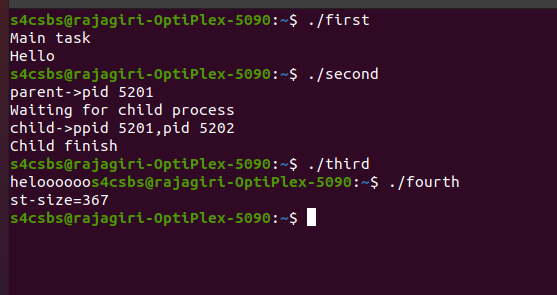 s4csbs@rajagiri-OptiPlex-5090:~$ ./first
Main task
Hello
s4csbs@rajagiri-OptiPlex-5090:~$ ./second
parent->pid 5201
Waiting for child process
child->ppid 5201,pid 5202
Child finish
s4csbs@rajagiri-OptiPlex-5090:~$ ./third
heloooooos4csbs@rajagiri-OptiPlex-5090:~$ ./fourth
st-size=367
s4csbs@rajagiri-OptiPlex-5090:~$